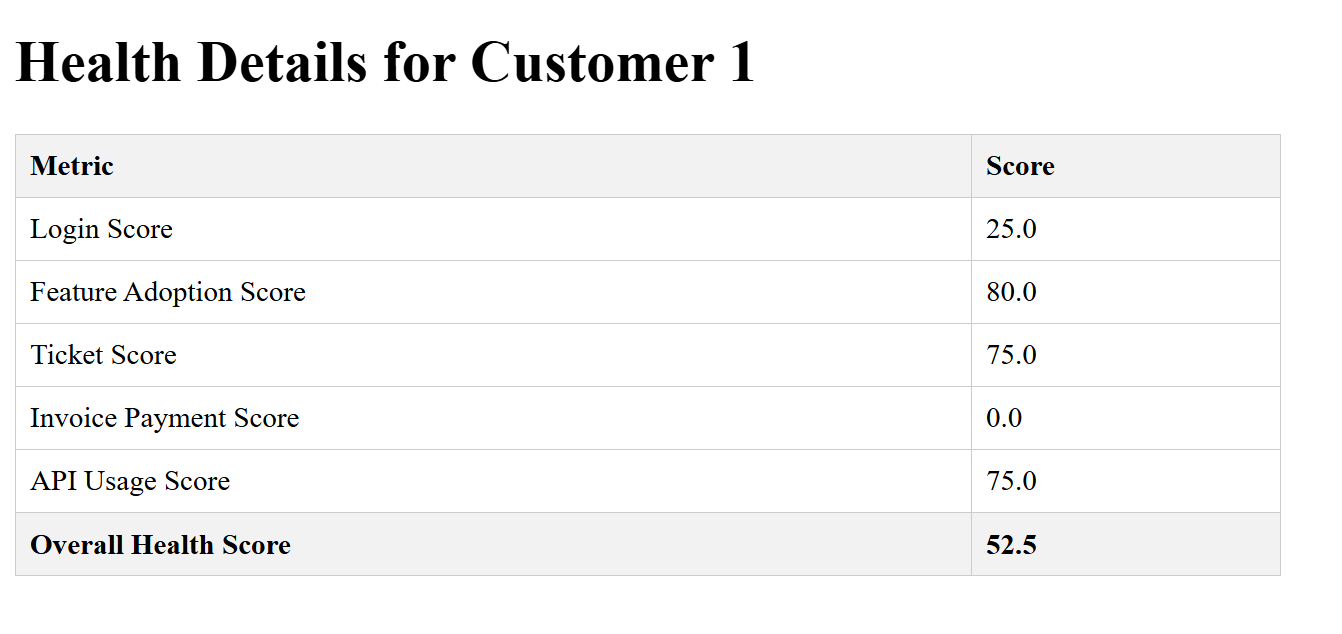 Health Details for Customer 1
Metric Score
Login Score 25.0
Feature Adoption Score 80.0
Ticket Score 75.0
Invoice Payment Score 0.0
API Usage Score 75.0
Overall Health Score 52.5